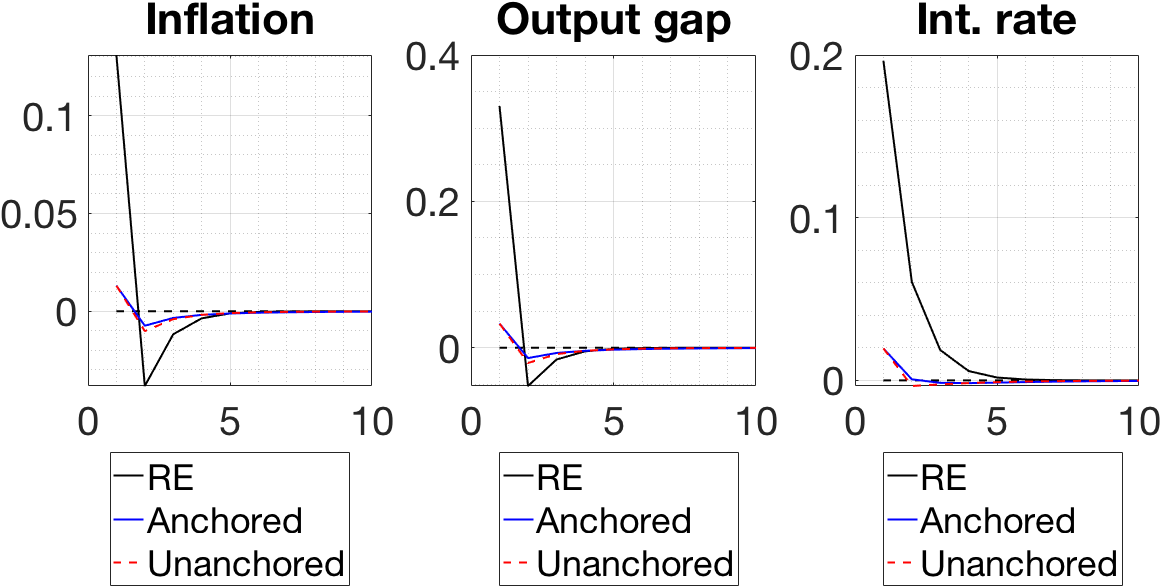 Inflation
0.1
0.05
0
0
5
10
RE
Anchored
Unanchored
Output gap
0.4
0.2
0
0
5
10
RE
Anchored
Unanchored
Int. rate
0.2
0.1
0
0
5
10
RE
Anchored
Unanchored